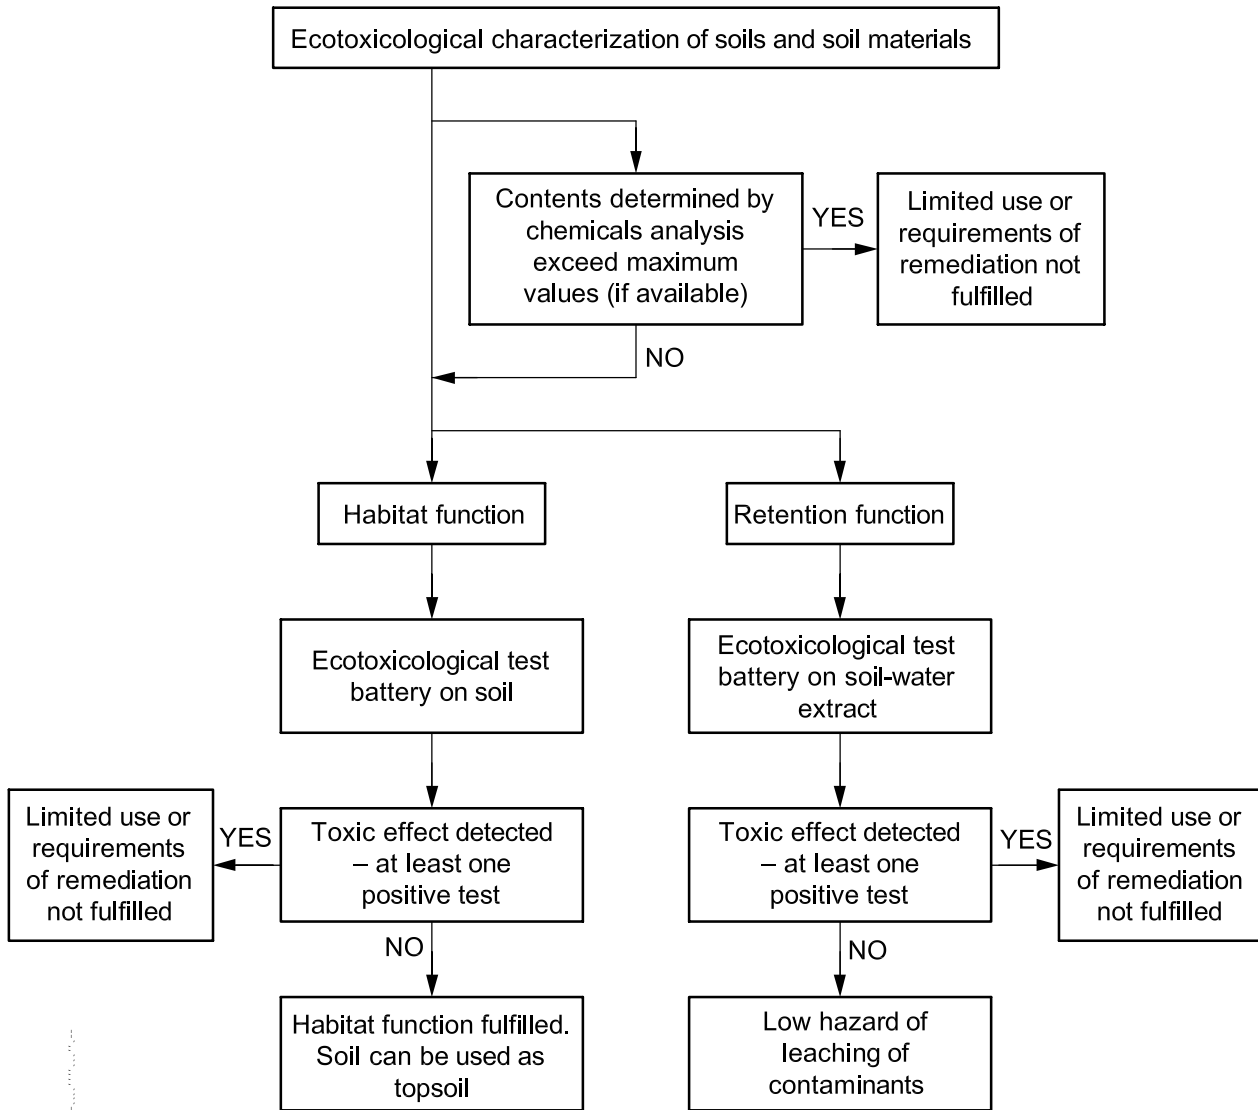 Ecotoxicological characterization of soils and soil materials
Contents determined by
chemicals analysis
exceed maximum
values (if available)
YES
Limited use or
requirements of
remediation not
fulfilled
NO
Habitat function
Retention function
Ecotoxicological test
battery on soil
Ecotoxicological test
battery on soil-water
extract
Limited use or
requirements
of remediation
not fulfilled
YES
Toxic effect detected
– at least one
positive test
Toxic effect detected
– at least one
positive test
YES
Limited use or
requirements
of remediation
not fulfilled
NO
NO
Habitat function fulfilled.
Soil can be used as
topsoil
Low hazard of
leaching of
contaminants